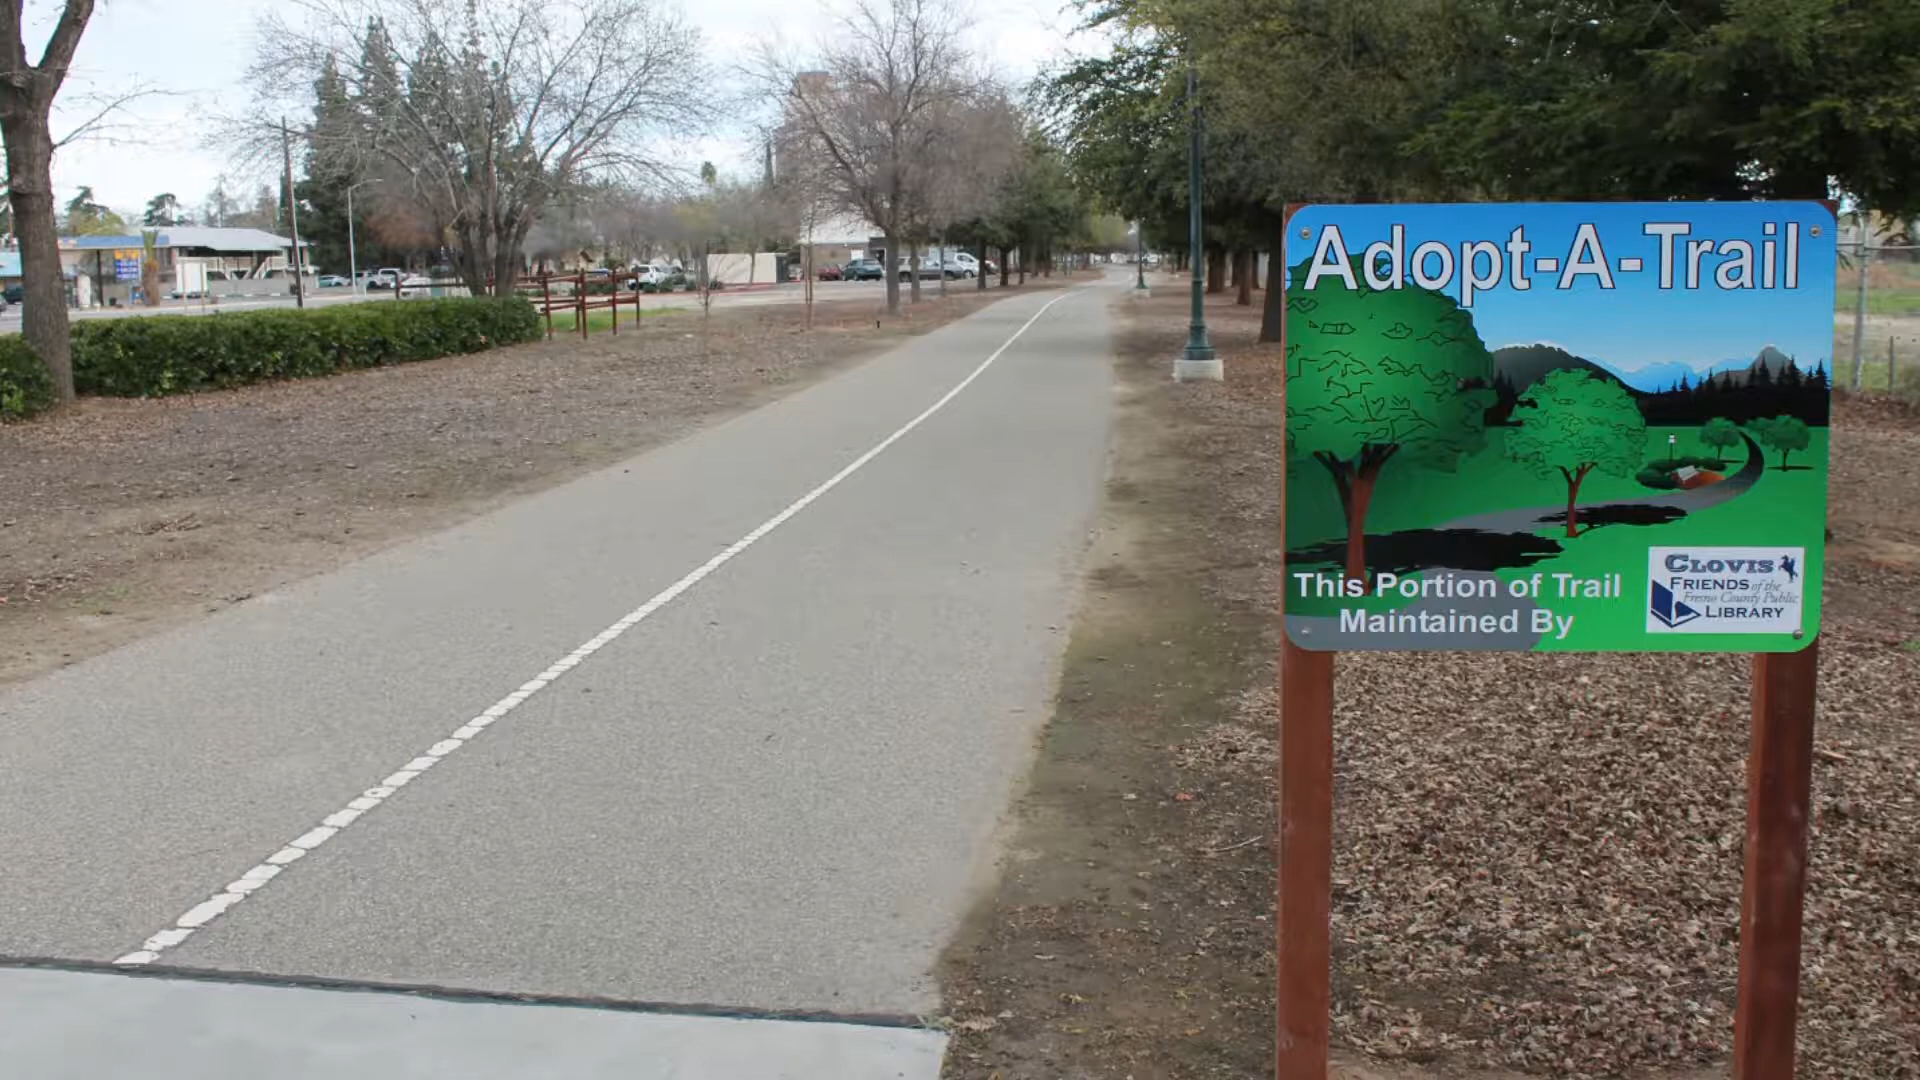 Adopt-A-Trail
This Portion of Trail
Maintained By
CLOVIS
FRIENDS of the
Fresno County Public
LIBRARY